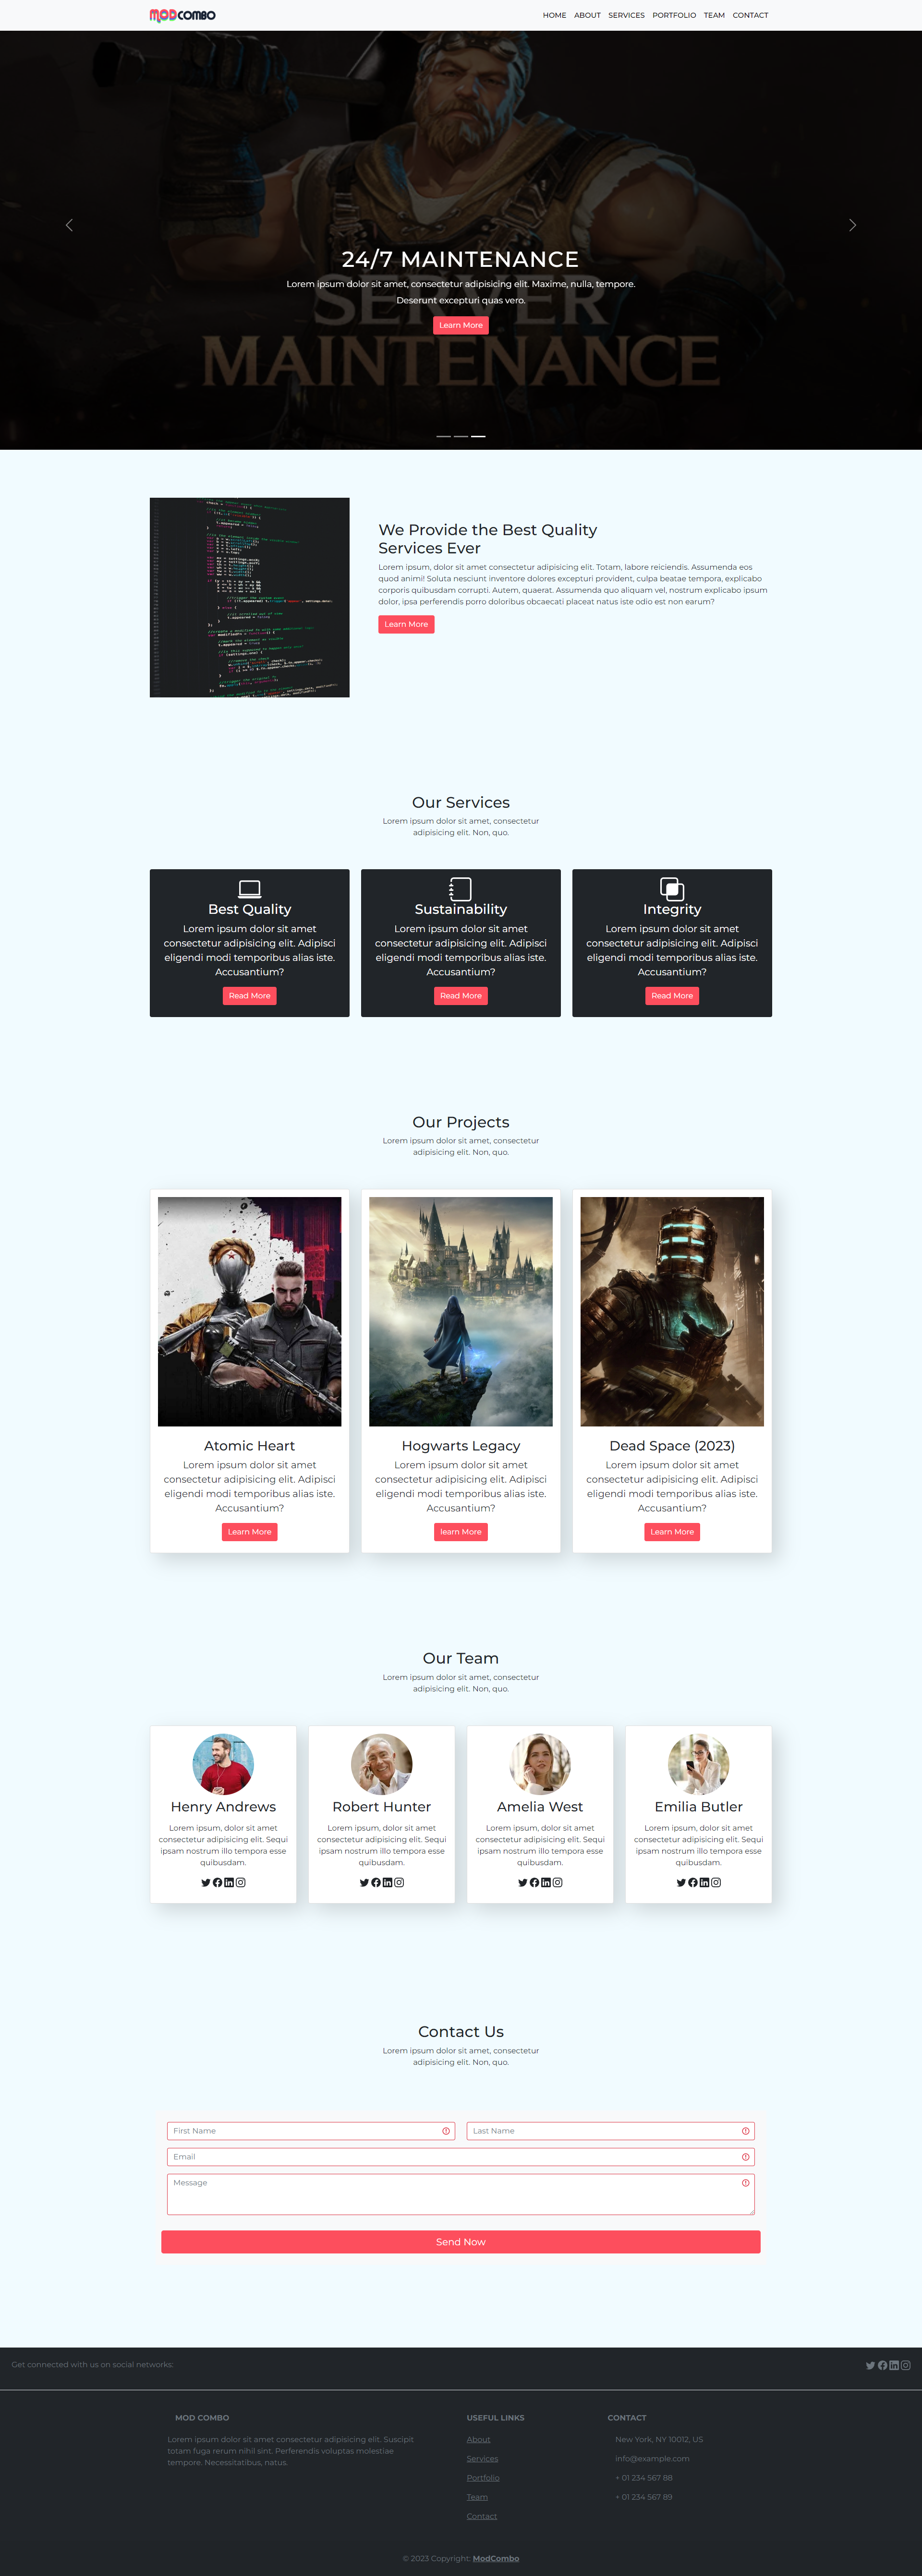 MODCOMBO
HOME ABOUT SERVICES PORTFOLIO TEAM CONTACT
24/7 MAINTENANCE
Lorem ipsum dolor sit amet, consectetur adipisicing elit. Maxime, nulla, tempore.
Deserunt excepturi quas vero.
SERVER
MAINTENANCE
Learn More
We Provide the Best Quality
Services Ever
Lorem ipsum, dolor sit amet consectetur adipisicing elit. Totam, labore reiciendis. Assumenda eos
quod animi! Soluta nesciunt inventore dolores excepturi provident, culpa beatae tempora, explicabo
corporis quibusdam corrupti. Autem, quaerat. Assumenda quo aliquam vel, nostrum explicabo ipsum
dolor, ipsa perferendis porro doloribus obcaecati placeat natus iste odio est non earum?
Learn More
Our Services
Lorem ipsum dolor sit amet, consectetur
adipisicing elit. Non, quo.
Best Quality
Lorem ipsum dolor sit amet
consectetur adipisicing elit. Adipisci
eligendi modi temporibus alias iste.
Accusantium?
Read More
Sustainability
Lorem ipsum dolor sit amet
consectetur adipisicing elit. Adipisci
eligendi modi temporibus alias iste.
Accusantium?
Read More
Integrity
Lorem ipsum dolor sit amet
consectetur adipisicing elit. Adipisci
eligendi modi temporibus alias iste.
Accusantium?
Read More
Our Projects
Lorem ipsum dolor sit amet, consectetur
adipisicing elit. Non, quo.
Atomic Heart
Lorem ipsum dolor sit amet
consectetur adipisicing elit. Adipisci
eligendi modi temporibus alias iste.
Accusantium?
Learn More
Hogwarts Legacy
Lorem ipsum dolor sit amet
consectetur adipisicing elit. Adipisci
eligendi modi temporibus alias iste.
Accusantium?
learn More
Dead Space (2023)
Lorem ipsum dolor sit amet
consectetur adipisicing elit. Adipisci
eligendi modi temporibus alias iste.
Accusantium?
Learn More
Our Team
Lorem ipsum dolor sit amet, consectetur
adipisicing elit. Non, quo.
Henry Andrews
Lorem ipsum, dolor sit amet
consectetur adipisicing elit. Sequi
ipsam nostrum illo tempora esse
quibusdam.
Robert Hunter
Lorem ipsum, dolor sit amet
consectetur adipisicing elit. Sequi
ipsam nostrum illo tempora esse
quibusdam.
Amelia West
Lorem ipsum, dolor sit amet
consectetur adipisicing elit. Sequi
ipsam nostrum illo tempora esse
quibusdam.
Emilia Butler
Lorem ipsum, dolor sit amet
consectetur adipisicing elit. Sequi
ipsam nostrum illo tempora esse
quibusdam.
Contact Us
Lorem ipsum dolor sit amet, consectetur
adipisicing elit. Non, quo.
First Name
Last Name
Email
Message
Send Now
Get connected with us on social networks:
MOD COMBO
Lorem ipsum dolor sit amet consectetur adipisicing elit. Suscipit
totam fuga rerum nihil sint. Perferendis voluptas molestiae
tempore. Necessitatibus, natus.
USEFUL LINKS
About
Services
Portfolio
Team
Contact
CONTACT
New York, NY 10012, US
info@example.com
+ 01 234 567 88
+ 01 234 567 89
© 2023 Copyright: ModCombo